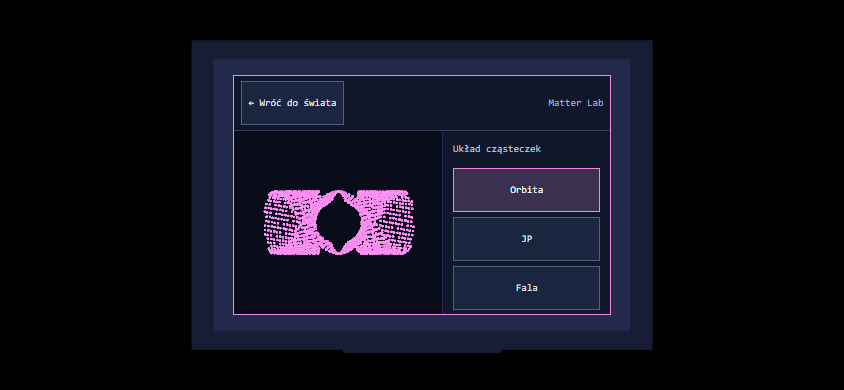 ← Wróć do świata
Matter Lab
Układ cząsteczek
Orbita
JP
Fala